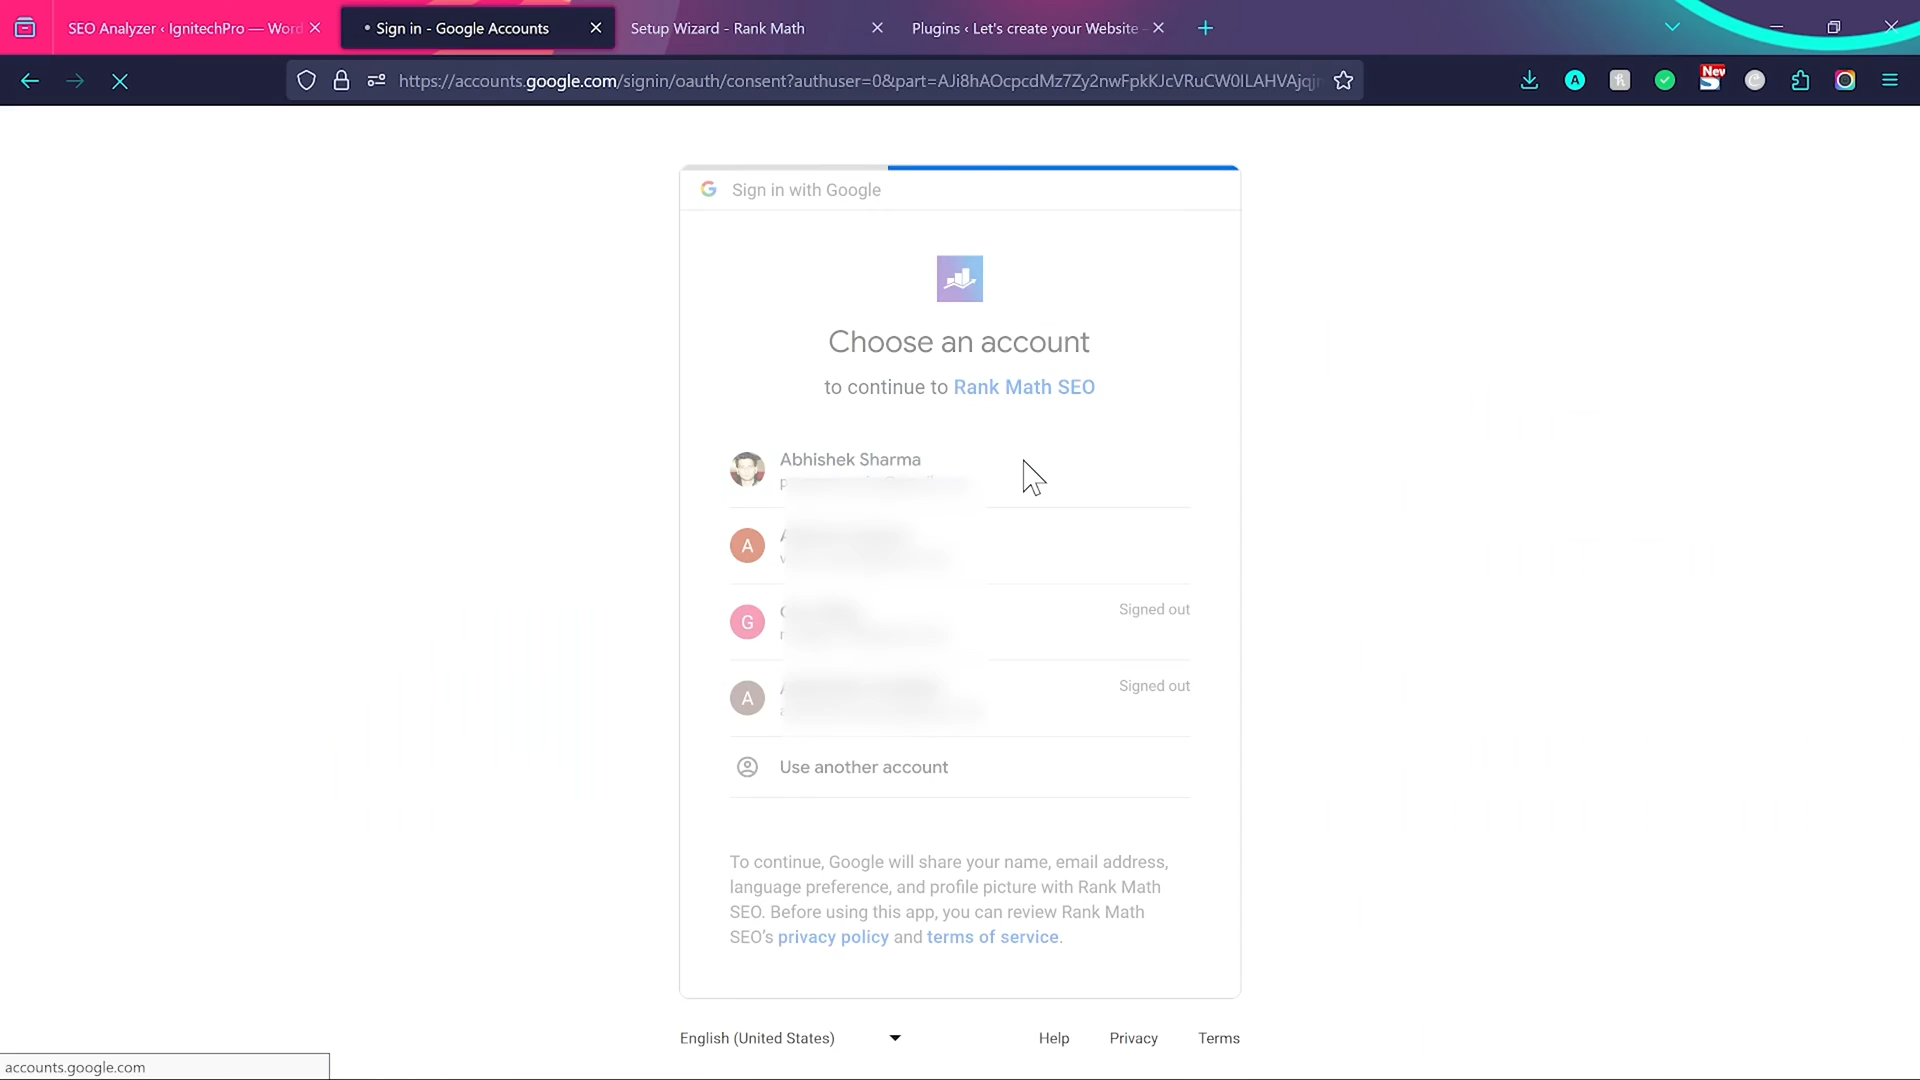 SEO Analyzer ‹ IgnitechPro — Word
Sign in - Google Accounts
Setup Wizard - Rank Math
Plugins ‹ Let's create your Website
https://accounts.google.com/signin/oauth/consent?authuser=0&part=AJi8hAOcpcdMz7Zy2nwFpkKJcVRuCW0ILAHVAjqjr
A
New
Sign in with Google
Choose an account
to continue to Rank Math SEO
Abhishek Sharma
A
G
Signed out
A
Signed out
Use another account
To continue, Google will share your name, email address,
language preference, and profile picture with Rank Math
SEO. Before using this app, you can review Rank Math
SEO’s privacy policy and terms of service.
English (United States)
Help
Privacy
Terms
accounts.google.com